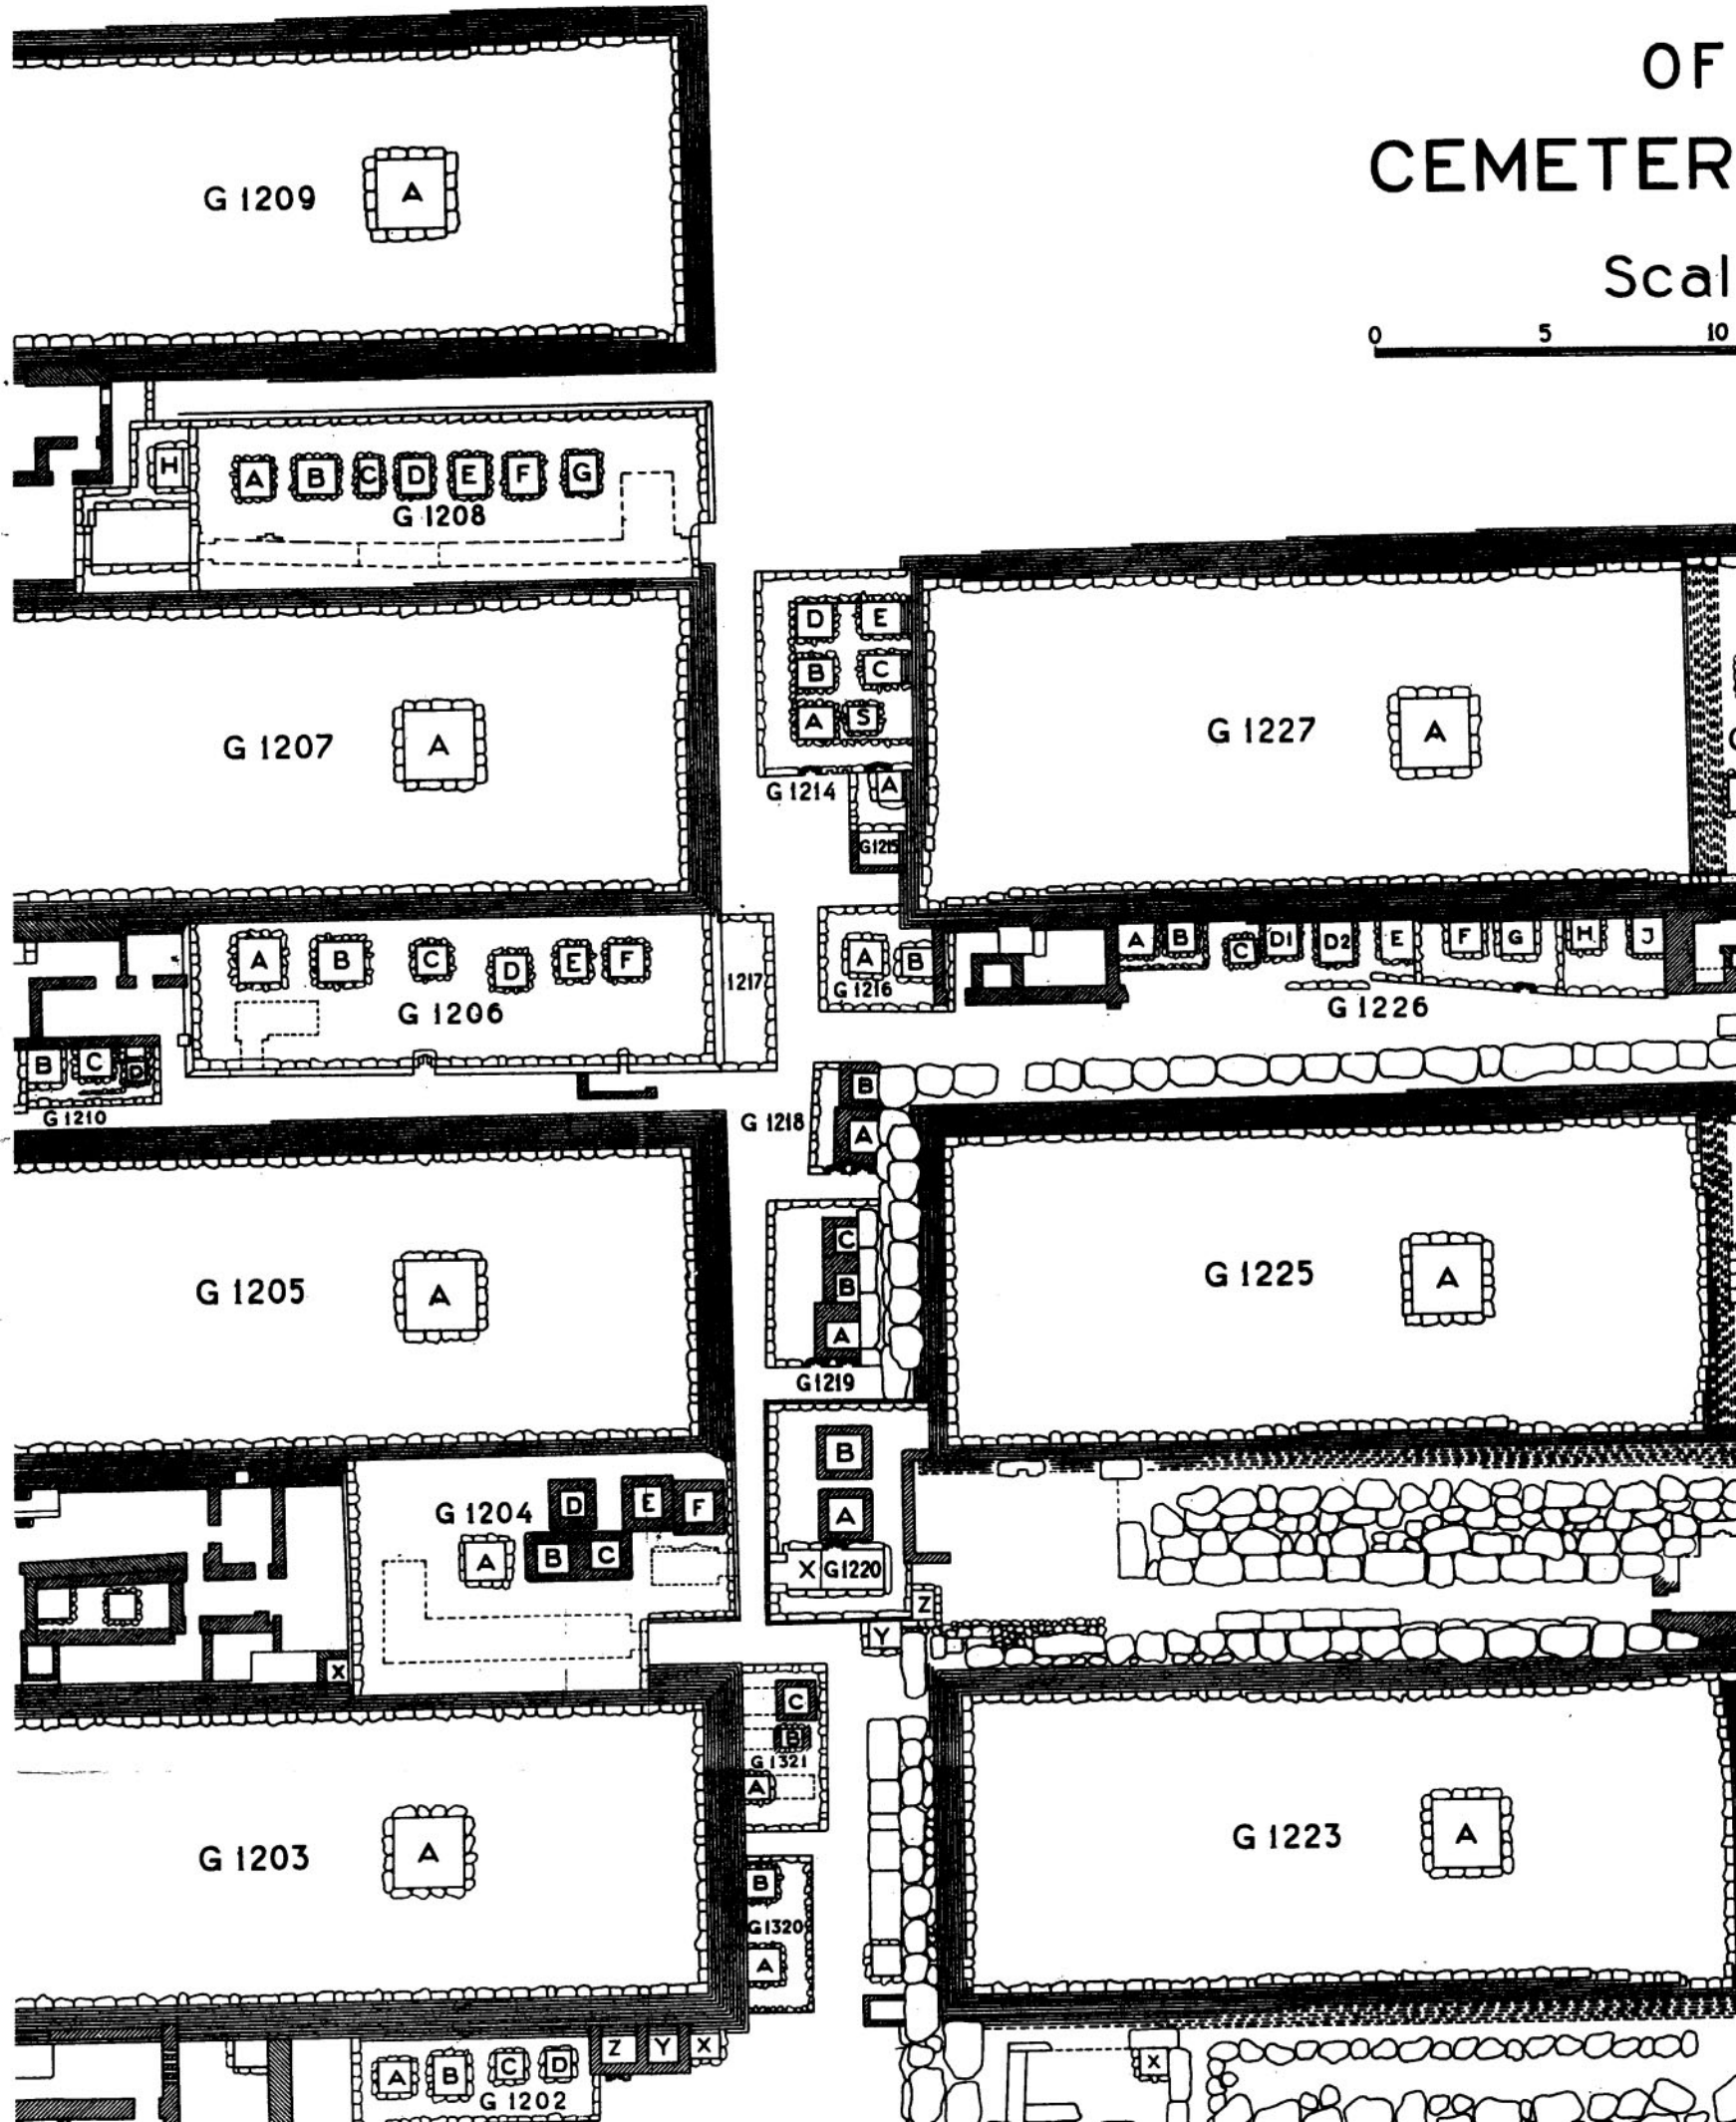 OF
CEMETER
Scal
0 5 10
G 1209 A
H A B C D E F G
G 1208
D E
B C
A S
G 1207 A
G 1227 A
G 1214
A
G1215
A B C D E F
1217
A B
G 1216
A B C D1 D2 E F G H J
G 1206
G 1226
B C D
G 1210
B
G 1218
A
C
G 1205 A
B
G 1225 A
A
G1219
B
G 1204 D E F
A
A B C
X G1220
Z
Y
X
C
B
G 1321
A
G 1203 A
G 1223 A
B
G1320
A
Z Y X
A B C D
X
G 1202